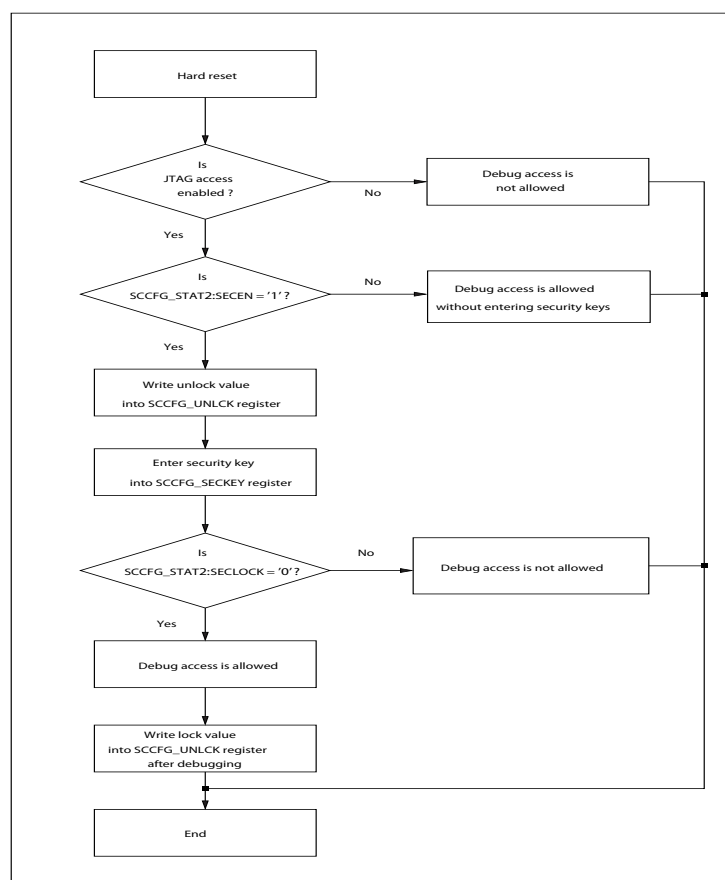 Hard reset
Is
JTAG access
enabled ?
No
Debug access is
not allowed
Yes
Is
SCCFG_STAT2:SECEN = '1' ?
No
Debug access is allowed
without entering security keys
Yes
Write unlock value
into SCCFG_UNLCK register
Enter security key
into SCCFG_SECKEY register
Is
SCCFG_STAT2:SECLOCK = '0' ?
No
Debug access is not allowed
Yes
Debug access is allowed
Write lock value
into SCCFG_UNLCK register
after debugging
End